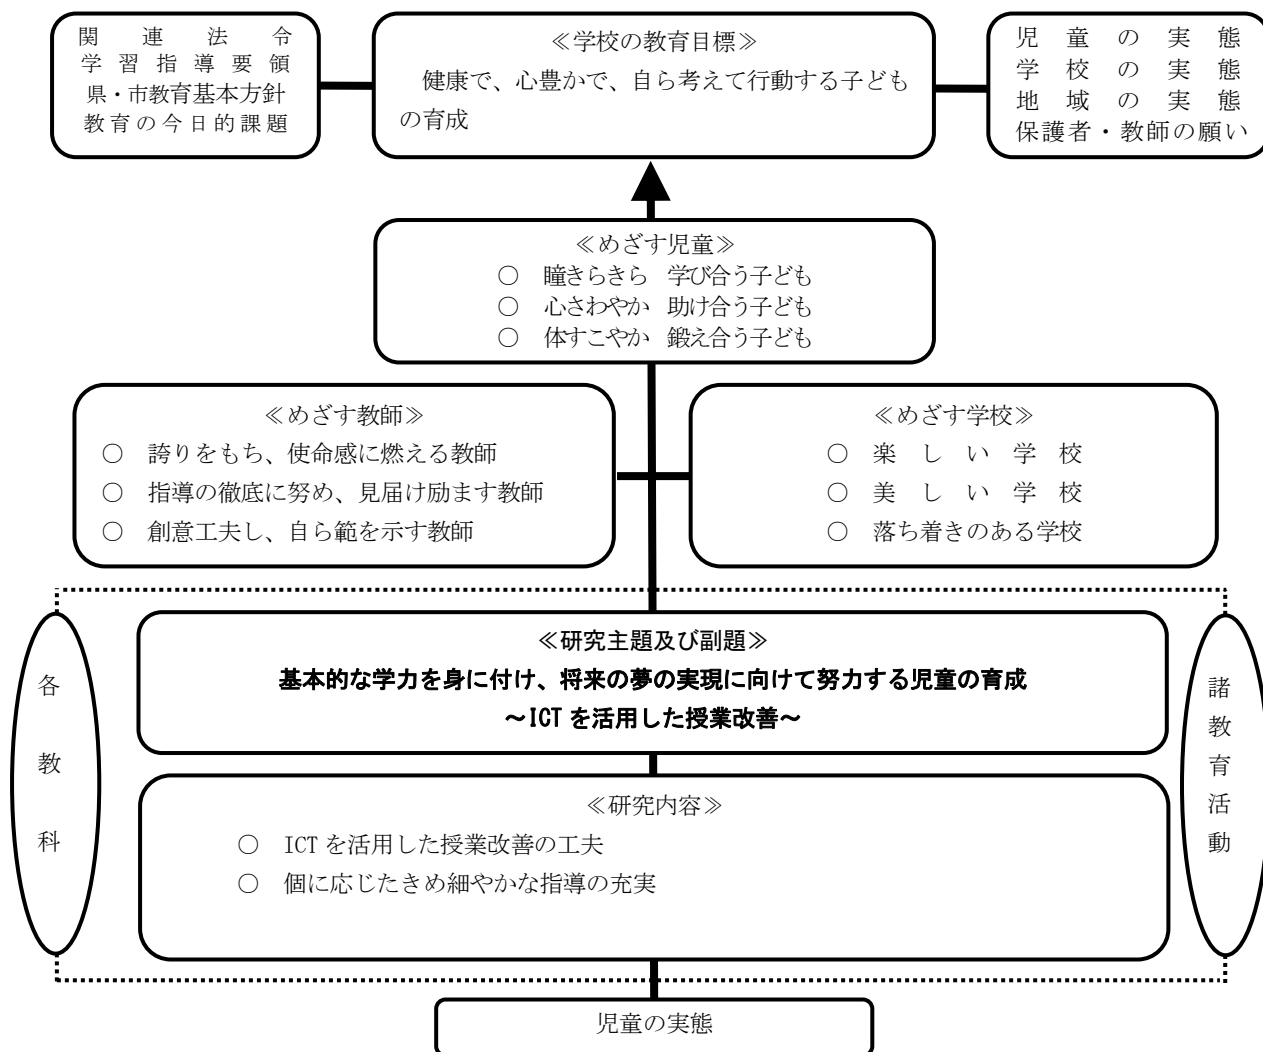 関連法令
学習指導要領
県・市教育基本方針
教育の今日的課題
≪学校の教育目標≫
健康で、心豊かで、自ら考えて行動する子ども
の育成
児童の実態
学校の実態
地域の実態
保護者・教師の願い
≪めざす児童≫
○ 瞳きらきら 学び合う子ども
○ 心さわやか 助け合う子ども
○ 体すこやか 鍛え合う子ども
≪めざす教師≫
○ 誇りをもち、使命感に燃える教師
○ 指導の徹底に努め、見届け励ます教師
○ 創意工夫し、自ら範を示す教師
≪めざす学校≫
○ 楽しい学校
○ 美しい学校
○ 落ち着きのある学校
各教科
≪研究主題及び副題≫
基本的な学力を身に付け、将来の夢の実現に向けて努力する児童の育成
～ICTを活用した授業改善～
≪研究内容≫
○ ICTを活用した授業改善の工夫
○ 個に応じたきめ細やかな指導の充実
諸教育活動
児童の実態